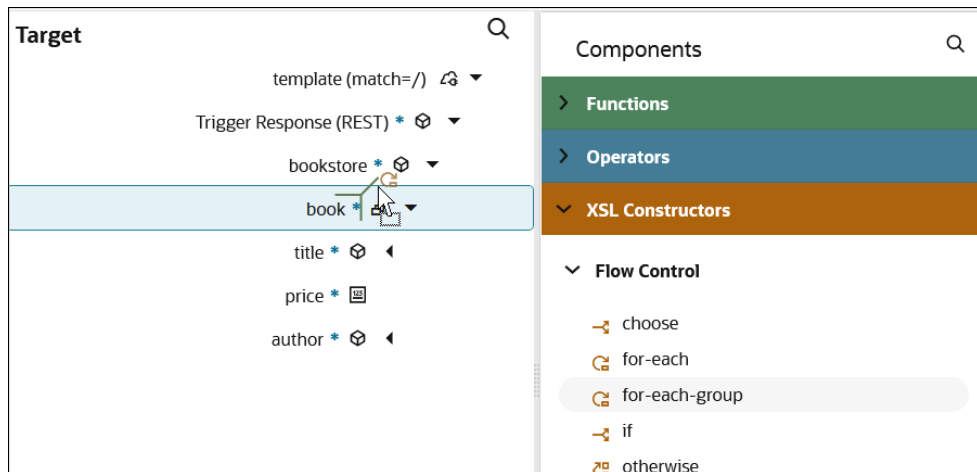 Target
template (match=/)
Trigger Response (REST) *
bookstore *
book *
title *
price *
author *
Components
Functions
Operators
XSL Constructors
Flow Control
choose
for-each
for-each-group
if
otherwise